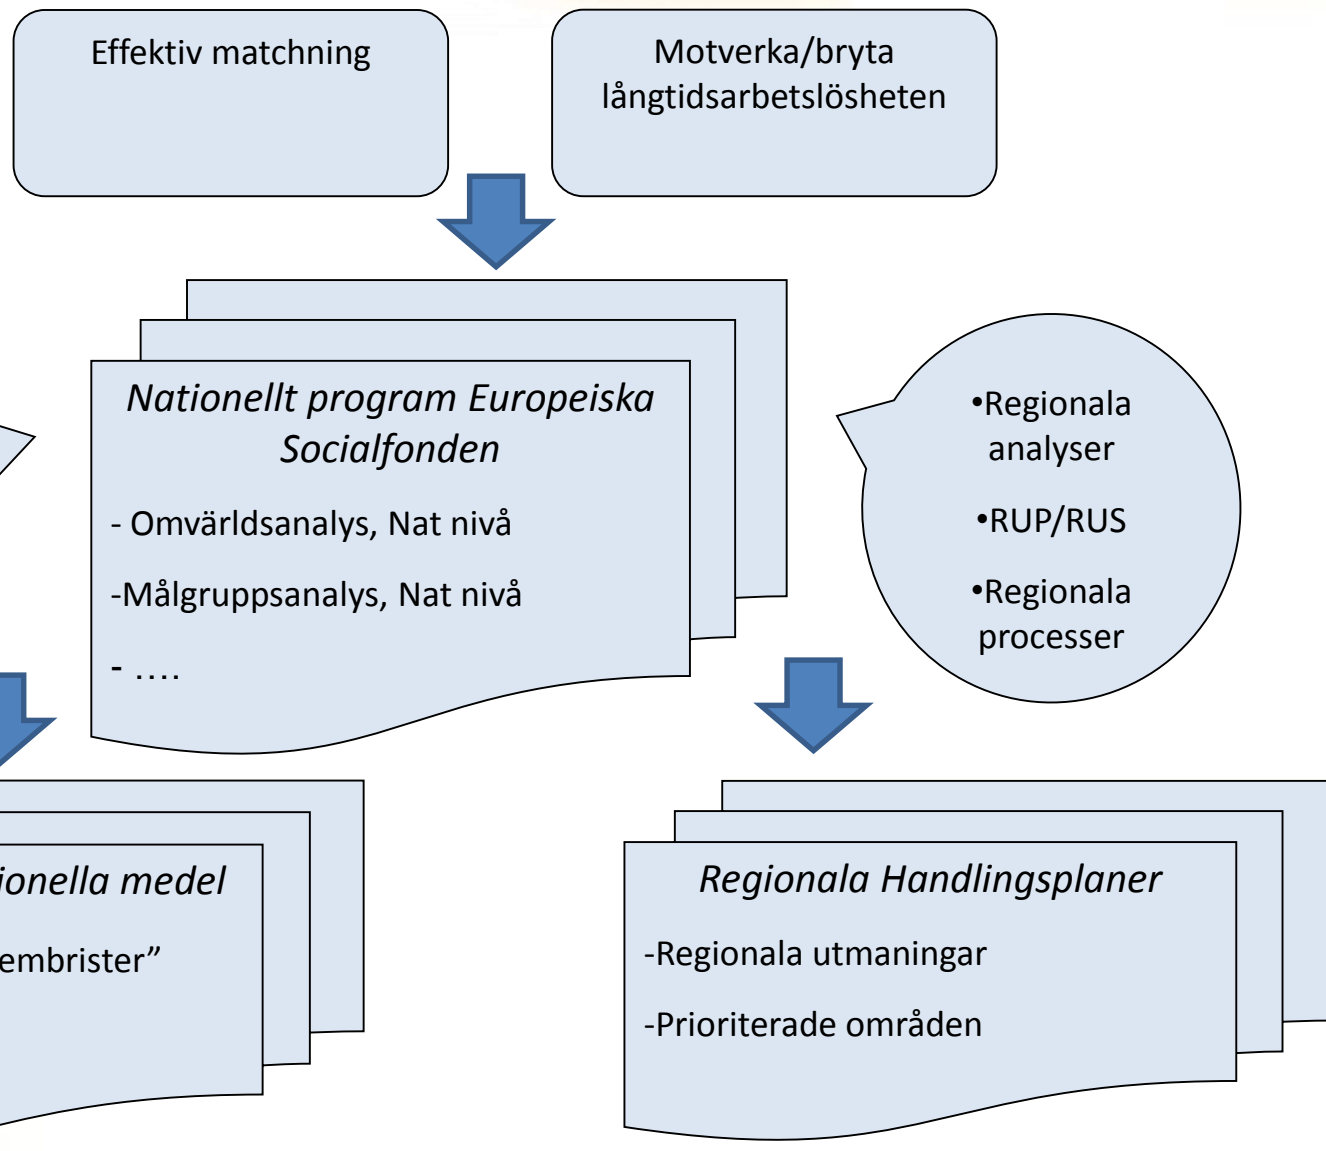 Effektiv matchning
Motverka/bryta
långtidsarbetslösheten
Nationellt program Europeiska
Socialfonden
- Omvärldsanalys, Nat nivå
-Målgruppsanalys, Nat nivå
- ....
•Regionala
analyser
•RUP/RUS
•Regionala
processer
ionella medel
embrister”
Regionala Handlingsplaner
-Regionala utmaningar
-Prioriterade områden